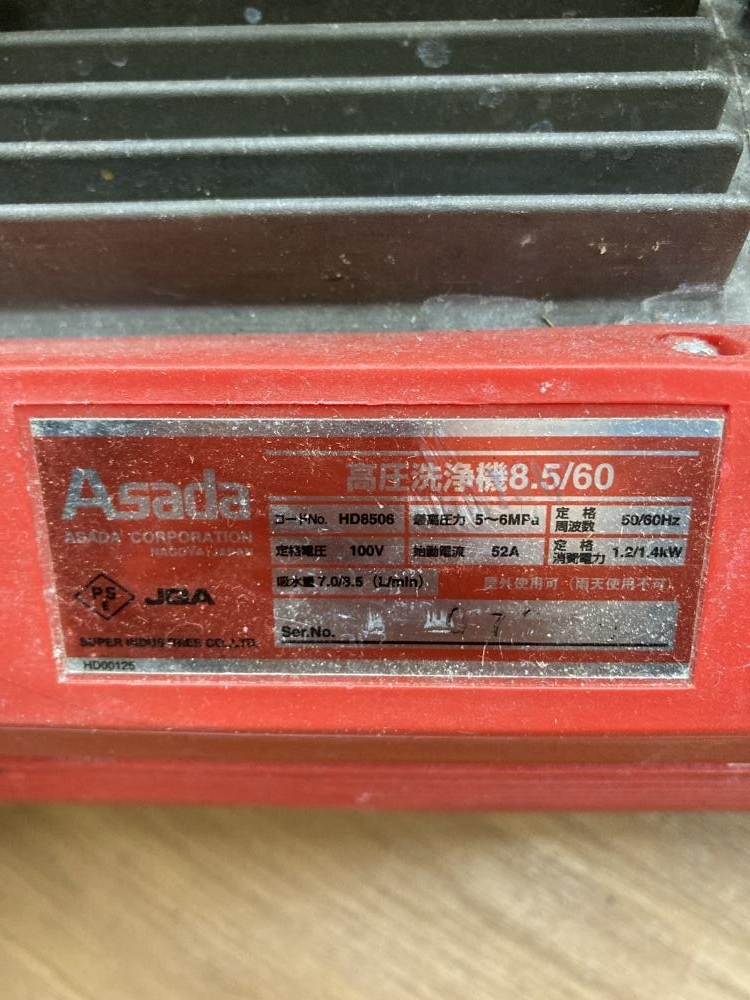 Asada
ASADA CORPORATION
NAGOYA JAPAN
PS
E
JQA
SUPER INDUSTRIES CO.,LTD.
HD00125
高圧洗浄機8.5/60
コードNo. HD8506 最高圧力 5〜6MPa 定格周波数 50/60Hz
定格電圧 100V 始動電流 52A 定格消費電力 1.2/1.4kW
吸水量 7.0/8.5 (L/min) 屋外使用可(雨天使用不可)
Ser.No.